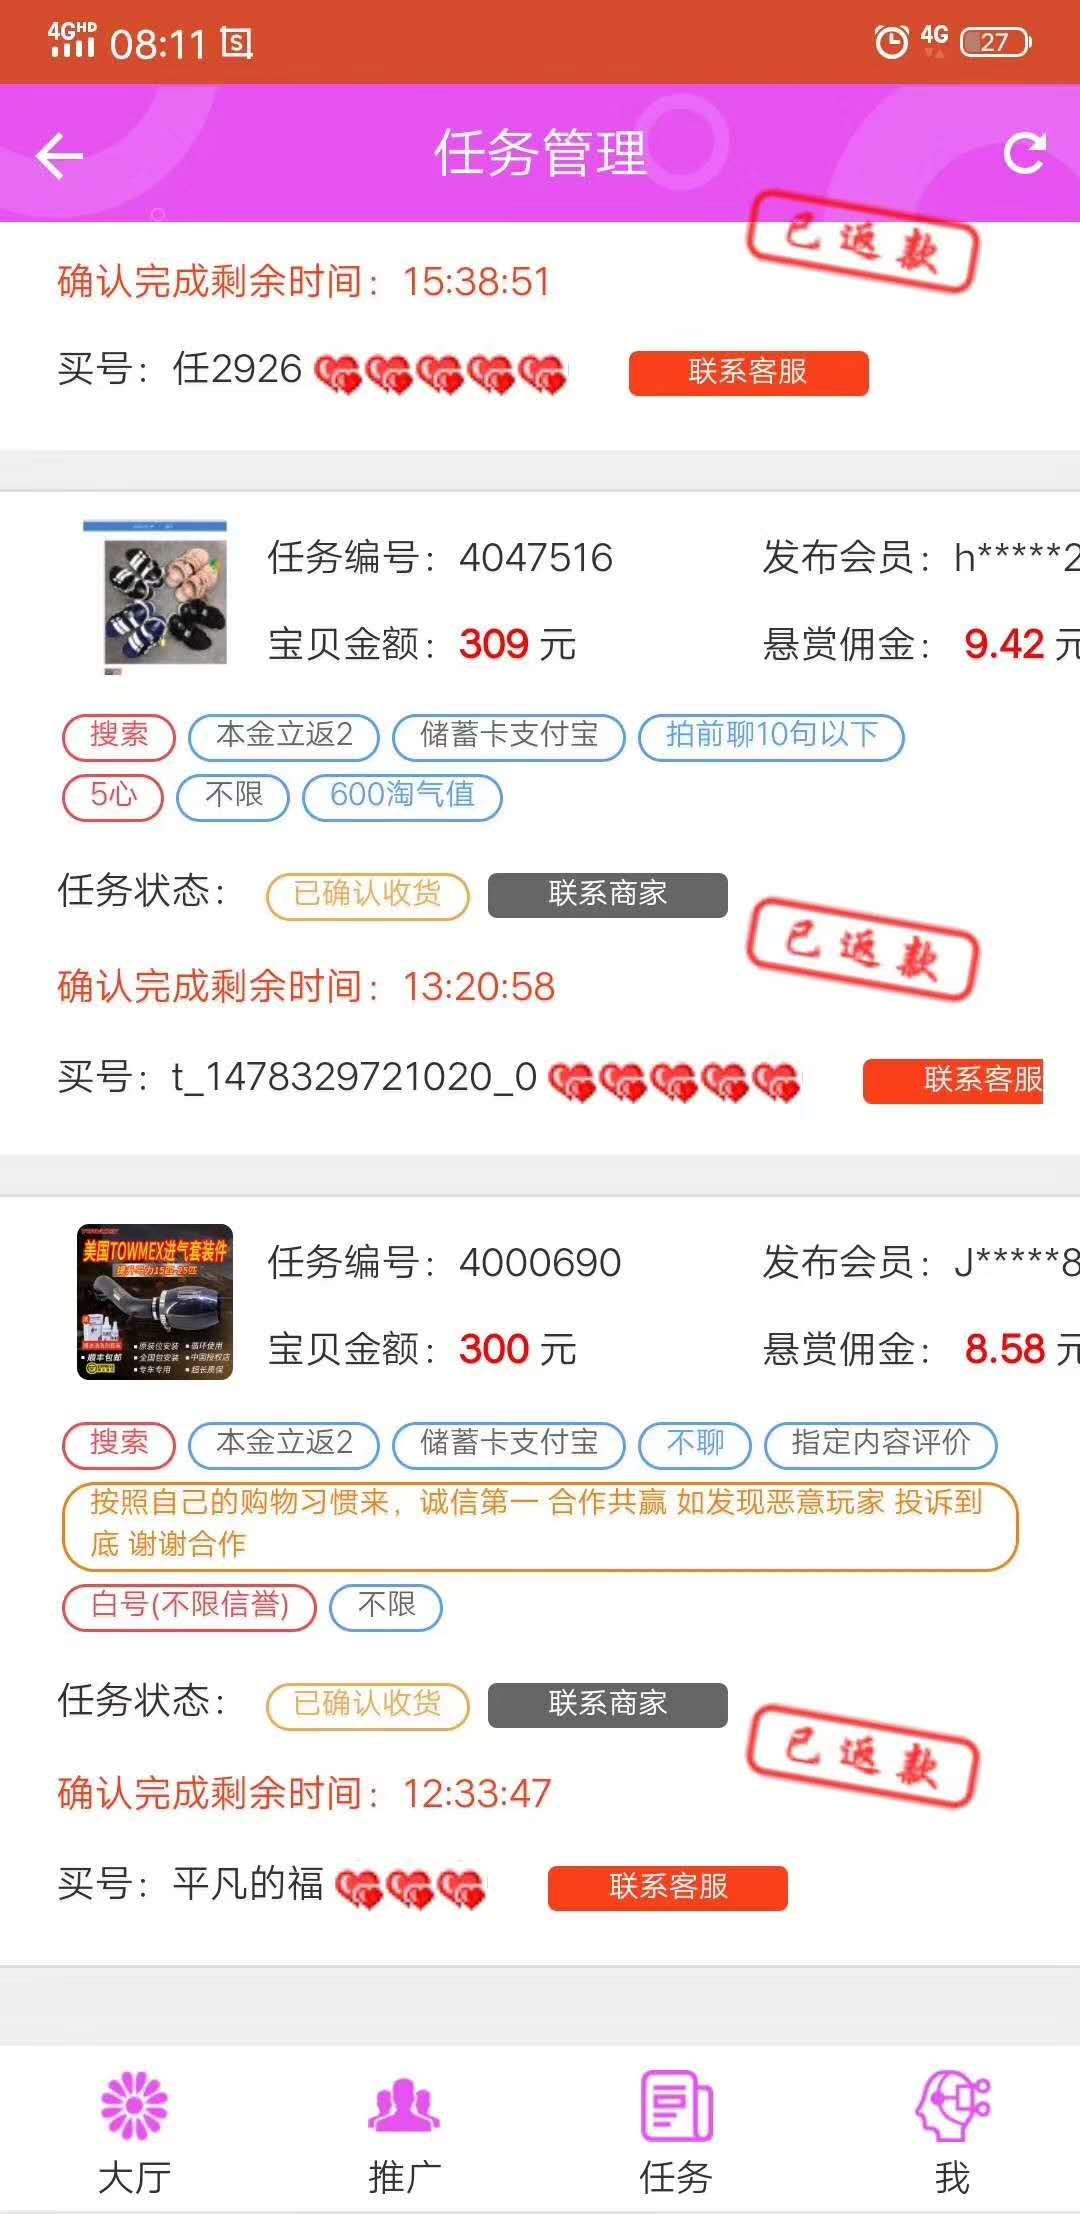 4GHD 08:11 S 4G 27
任务管理
已返款
确认完成剩余时间：15:38:51
买号：任2926 联系客服
任务编号：4047516 发布会员：h*****2
宝贝金额：309 元 悬赏佣金：9.42 元
搜索 本金立返2 储蓄卡支付宝 拍前聊10句以下
5心 不限 600淘气值
任务状态： 已确认收货 联系商家
已返款
确认完成剩余时间：13:20:58
买号：t_1478329721020_0 联系客服
美国TOWMEX进气套装件
任务编号：4000690 发布会员：J*****8
宝贝金额：300 元 悬赏佣金：8.58 元
搜索 本金立返2 储蓄卡支付宝 不聊 指定内容评价
按照自己的购物习惯来，诚信第一 合作共赢 如发现恶意玩家 投诉到
底 谢谢合作
白号(不限信誉) 不限
任务状态： 已确认收货 联系商家
已返款
确认完成剩余时间：12:33:47
买号：平凡的福 联系客服
大厅 推广 任务 我